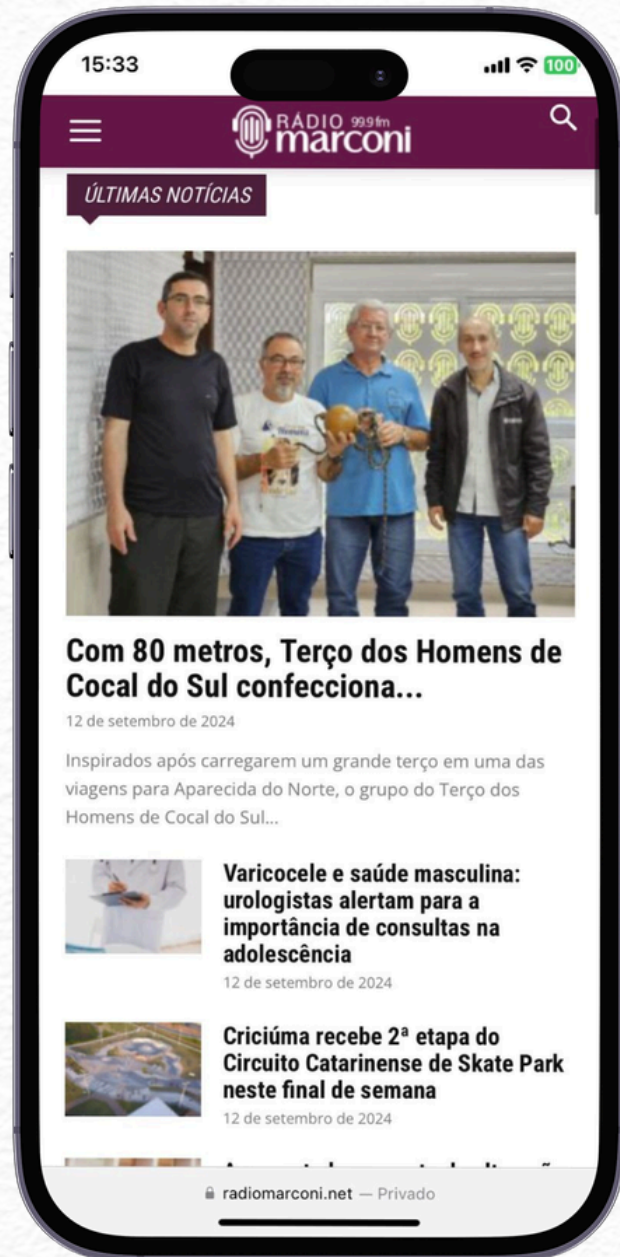 15:33
100
RÁDIO 99.9 fm
marconi
ÚLTIMAS NOTÍCIAS
Com 80 metros, Terço dos Homens de
Cocal do Sul confecciona...
12 de setembro de 2024
Inspirados após carregarem um grande terço em uma das
viagens para Aparecida do Norte, o grupo do Terço dos
Homens de Cocal do Sul...
Varicocele e saúde masculina:
urologistas alertam para a
importância de consultas na
adolescência
12 de setembro de 2024
Criciúma recebe 2ª etapa do
Circuito Catarinense de Skate Park
neste final de semana
12 de setembro de 2024
radiomarconi.net — Privado